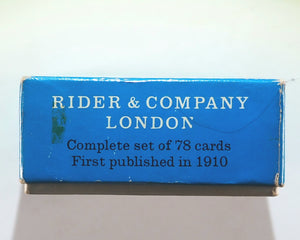 RIDER & COMPANY
LONDON
Complete set of 78 cards
First published in 1910